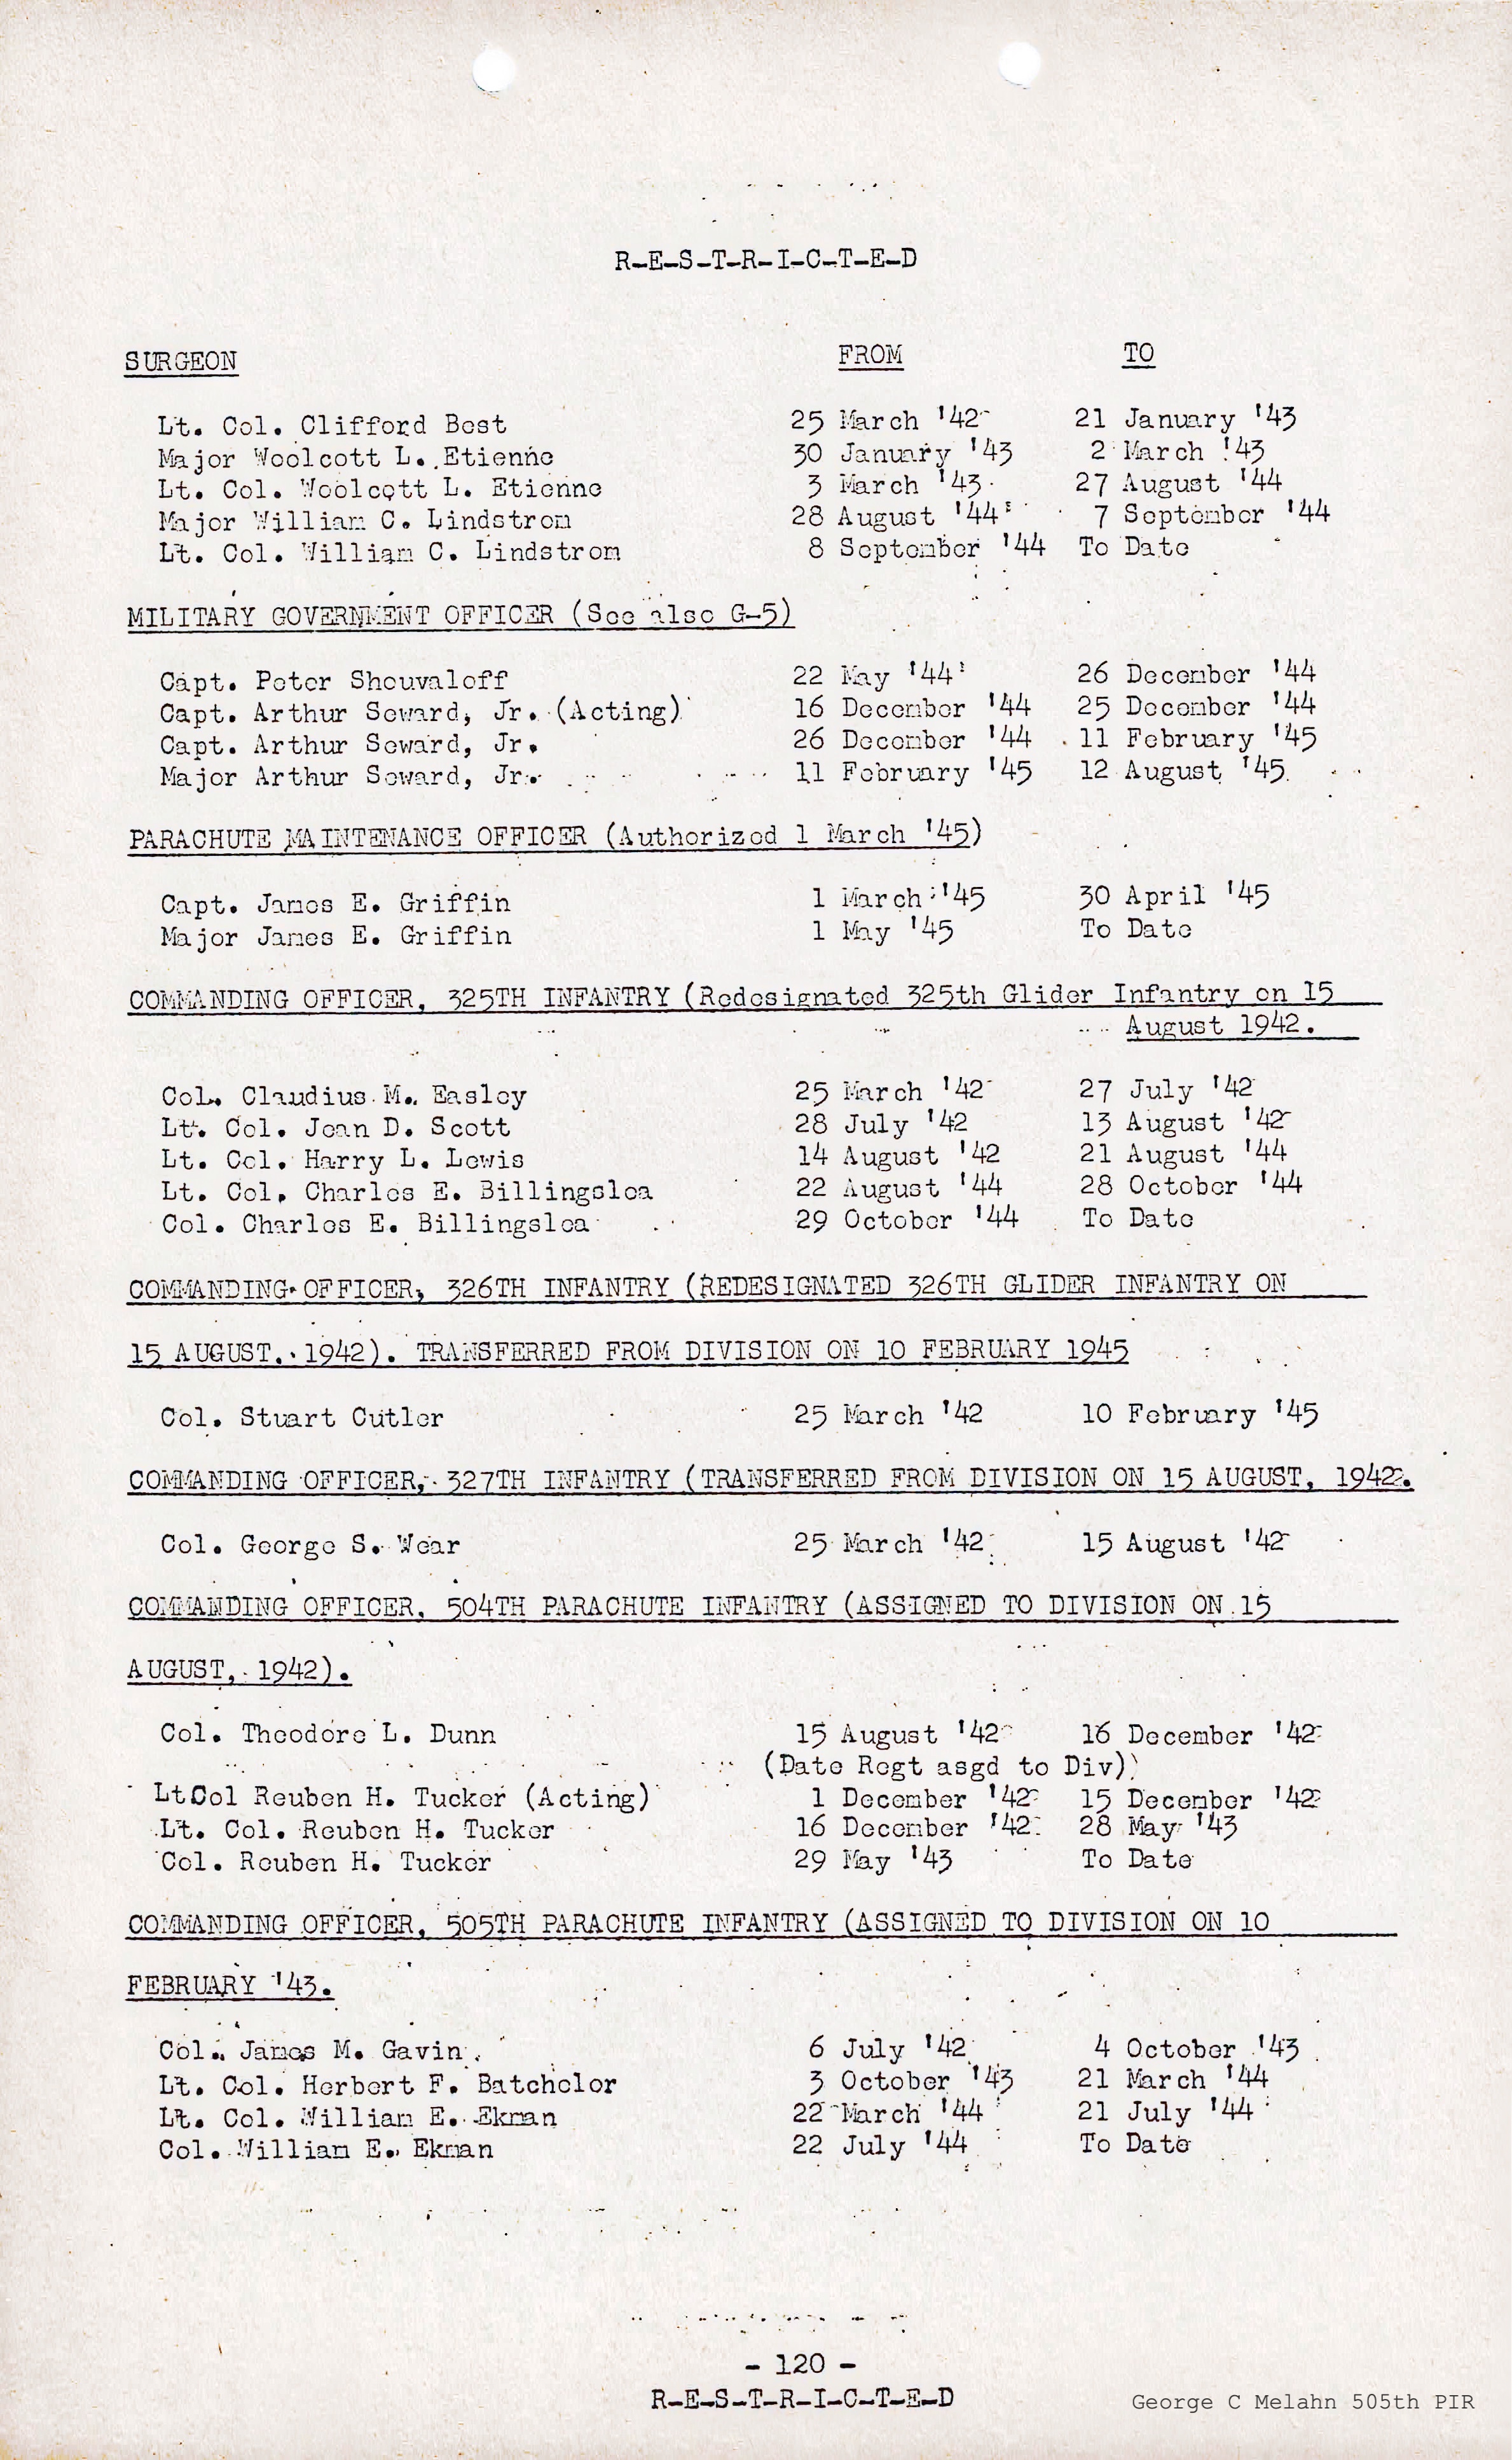 R-E-S-T-R-I-C-T-E-D
SURGEON FROM TO
Lt. Col. Clifford Best 25 March '42 21 January '43
Major Woolcott L. Etienne 30 January '43 2 March '43
Lt. Col. Woolcott L. Etienne 3 March '43 27 August '44
Major William C. Lindstrom 28 August '44 7 September '44
Lt. Col. William C. Lindstrom 8 September '44 To Date
MILITARY GOVERNMENT OFFICER (See also G-5)
Capt. Peter Shouvaloff 22 May '44 26 December '44
Capt. Arthur Seward, Jr. (Acting) 16 December '44 25 December '44
Capt. Arthur Seward, Jr. 26 December '44 11 February '45
Major Arthur Seward, Jr. 11 February '45 12 August '45
PARACHUTE MAINTENANCE OFFICER (Authorized 1 March '45)
Capt. James E. Griffin 1 March '45 30 April '45
Major James E. Griffin 1 May '45 To Date
COMMANDING OFFICER, 325TH INFANTRY (Redesignated 325th Glider Infantry on 15
August 1942.
Col. Claudius M. Easley 25 March '42 27 July '42
Lt. Col. Jean D. Scott 28 July '42 13 August '42
Lt. Col. Harry L. Lewis 14 August '42 21 August '44
Lt. Col. Charles E. Billingslea 22 August '44 28 October '44
Col. Charles E. Billingslea 29 October '44 To Date
COMMANDING OFFICER, 326TH INFANTRY (REDESIGNATED 326TH GLIDER INFANTRY ON
15 AUGUST, 1942). TRANSFERRED FROM DIVISION ON 10 FEBRUARY 1945
Col. Stuart Cutler 25 March '42 10 February '45
COMMANDING OFFICER, 327TH INFANTRY (TRANSFERRED FROM DIVISION ON 15 AUGUST, 1942.
Col. George S. Wear 25 March '42 15 August '42
COMMANDING OFFICER, 504TH PARACHUTE INFANTRY (ASSIGNED TO DIVISION ON 15
AUGUST, 1942).
Col. Theodore L. Dunn 15 August '42 16 December '42
(Date Regt asgd to Div)
LtCol Reuben H. Tucker (Acting) 1 December '42 15 December '42
Lt. Col. Reuben H. Tucker 16 December '42 28 May '43
Col. Reuben H. Tucker 29 May '43 To Date
COMMANDING OFFICER, 505TH PARACHUTE INFANTRY (ASSIGNED TO DIVISION ON 10
FEBRUARY '43.
Col. James M. Gavin 6 July '42 4 October '43
Lt. Col. Herbert F. Batchelor 3 October '43 21 March '44
Lt. Col. William E. Ekman 22 March '44 21 July '44
Col. William E. Ekman 22 July '44 To Date
- 120 -
R-E-S-T-R-I-C-T-E-D
George C Melahn 505th PIR